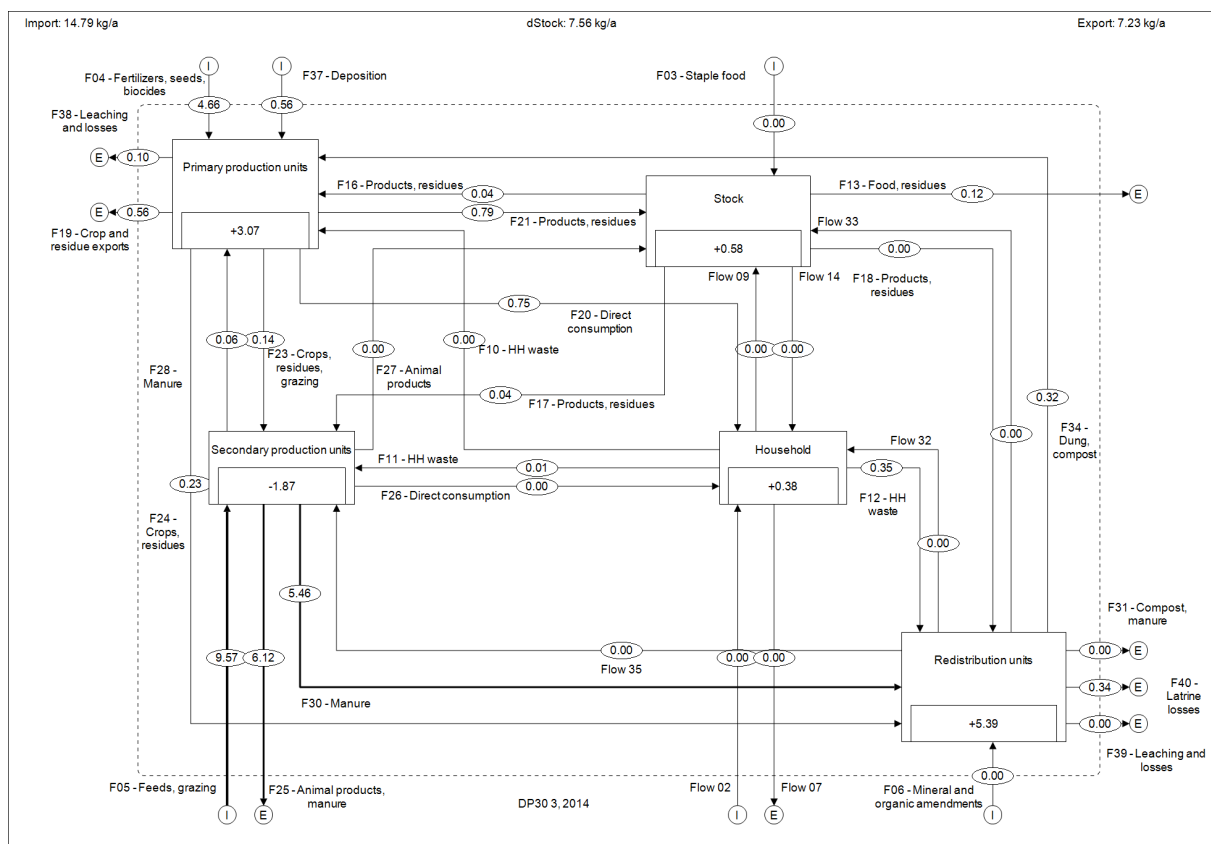 Import: 14.79 kg/a
dStock: 7.56 kg/a
Export: 7.23 kg/a
I
I
I
F04 - Fertilizers, seeds,
biocides
F37 - Deposition
F03 - Staple food
4.66
0.56
0.00
F38 - Leaching
and losses
E
0.10
Primary production units
+3.07
E
0.56
F19 - Crop and
residue exports
F16 - Products, residues
0.04
0.79
F21 - Products, residues
Stock
+0.58
F13 - Food, residues
0.12
E
Flow 33
0.00
F18 - Products,
residues
Flow 09
Flow 14
0.75
F20 - Direct
consumption
0.06
0.14
F23 - Crops,
residues,
grazing
0.00
F27 - Animal
products
0.00
F10 - HH waste
0.00
0.00
F28 -
Manure
0.04
F17 - Products, residues
0.32
F34 -
Dung,
compost
0.00
Secondary production units
-1.87
F11 - HH waste
0.01
0.00
F26 - Direct consumption
Household
+0.38
Flow 32
0.35
F12 - HH
waste
0.00
0.23
F24 -
Crops,
residues
5.46
9.57
6.12
0.00
Flow 35
F30 - Manure
0.00
0.00
Redistribution units
+5.39
F31 - Compost,
manure
0.00
E
0.34
E
F40 -
Latrine
losses
0.00
E
F39 - Leaching and
losses
0.00
F05 - Feeds, grazing
F25 - Animal products,
manure
Flow 02
Flow 07
F06 - Mineral and
organic amendments
DP30 3, 2014
I
E
I
E
I